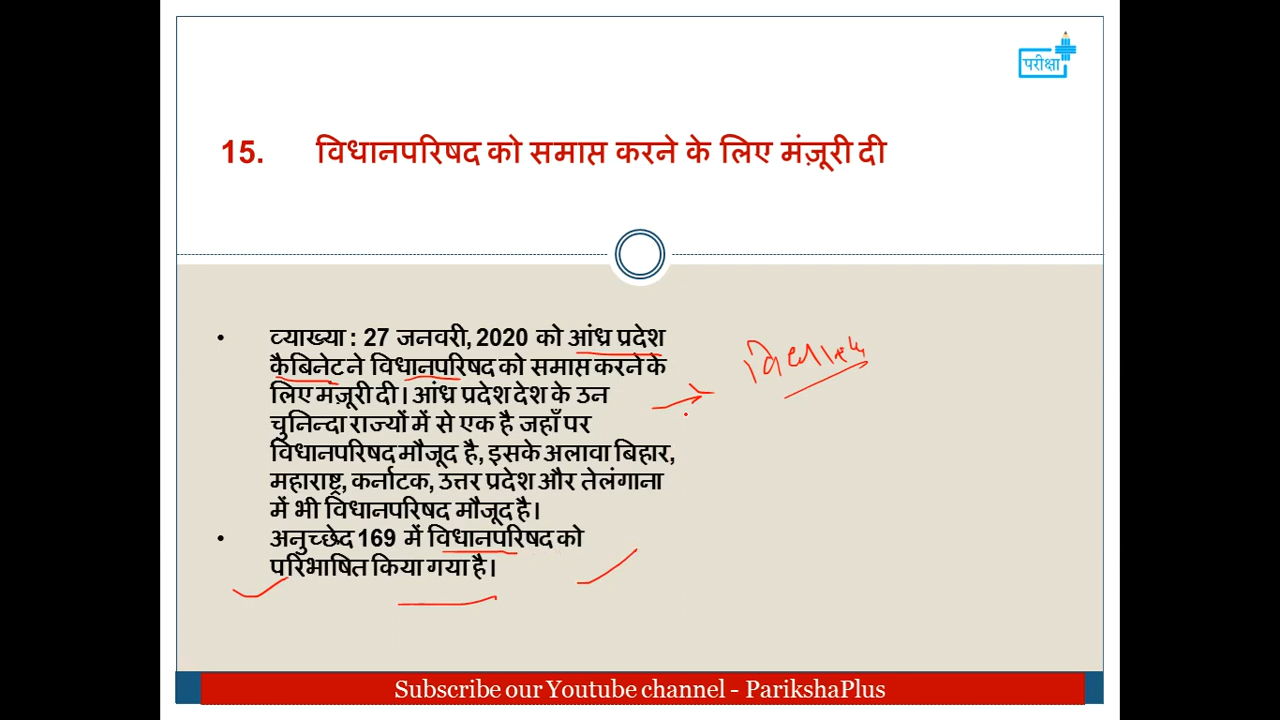 परीक्षा
15. विधानपरिषद को समाप्त करने के लिए मंज़ूरी दी
• व्याख्या : 27 जनवरी, 2020 को आंध्र प्रदेश
कैबिनेट ने विधानपरिषद को समाप्त करने के
लिए मंज़ूरी दी। आंध्र प्रदेश देश के उन
चुनिन्दा राज्यों में से एक है जहाँ पर
विधानपरिषद मौजूद है, इसके अलावा बिहार,
महाराष्ट्र, कर्नाटक, उत्तर प्रदेश और तेलंगाना
में भी विधानपरिषद मौजूद है।
• अनुच्छेद 169 में विधानपरिषद को
परिभाषित किया गया है।
Subscribe our Youtube channel - ParikshaPlus